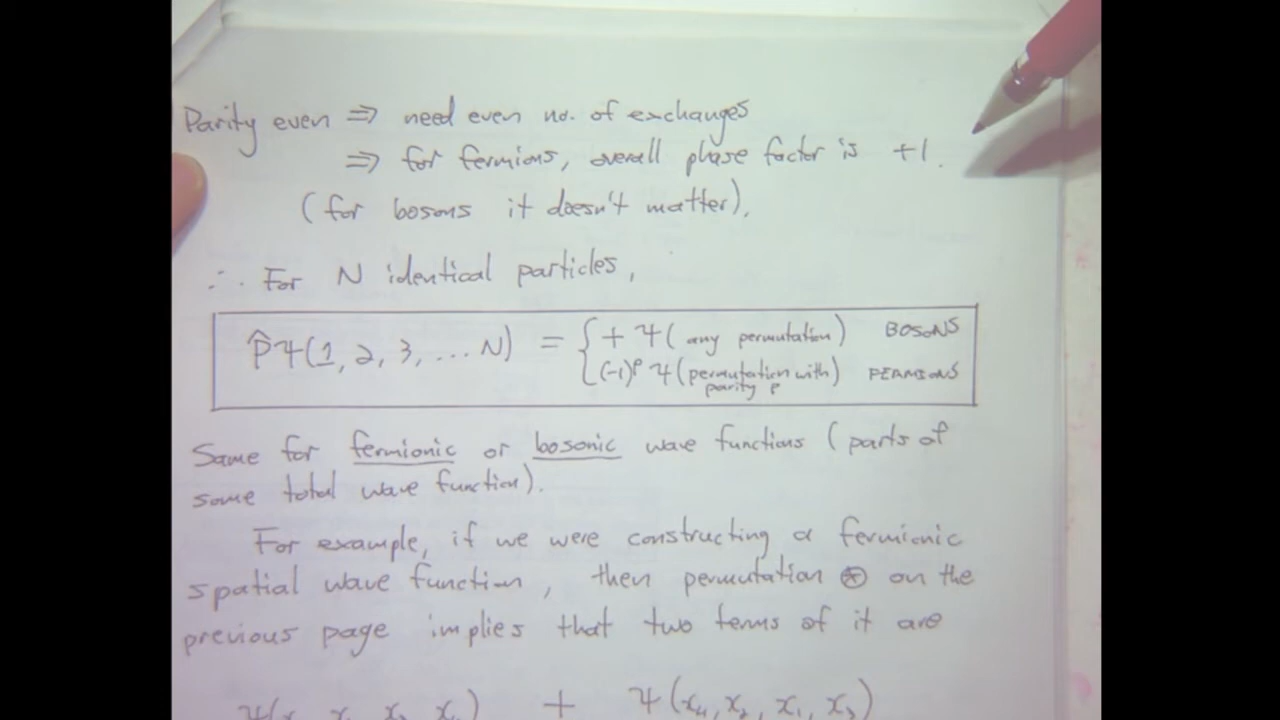 Parity even ⇒ need even no. of exchanges
⇒ for fermions, overall phase factor is +1.
(for bosons it doesn't matter).
∴ For N identical particles,
P̂Ψ(1, 2, 3, ... N) = { + Ψ( any permutation) BOSONS
(-1)ᵖ Ψ(permutation with) FERMIONS
parity p
Same for fermionic or bosonic wave functions (parts of
some total wave function).
For example, if we were constructing a fermionic
spatial wave function, then permutation ⊛ on the
previous page implies that two terms of it are
+ Ψ(x₄, x₂, x₁, x₃)